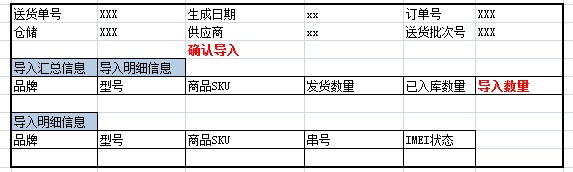 送货单号 XXX 生成日期 xx 订单号 XXX
仓储 XXX 供应商 xx 送货批次号 XXX
确认导入
导入汇总信息 导入明细信息
品牌 型号 商品SKU 发货数量 已入库数量 导入数量
导入明细信息
品牌 型号 商品SKU 串号 IMEI状态